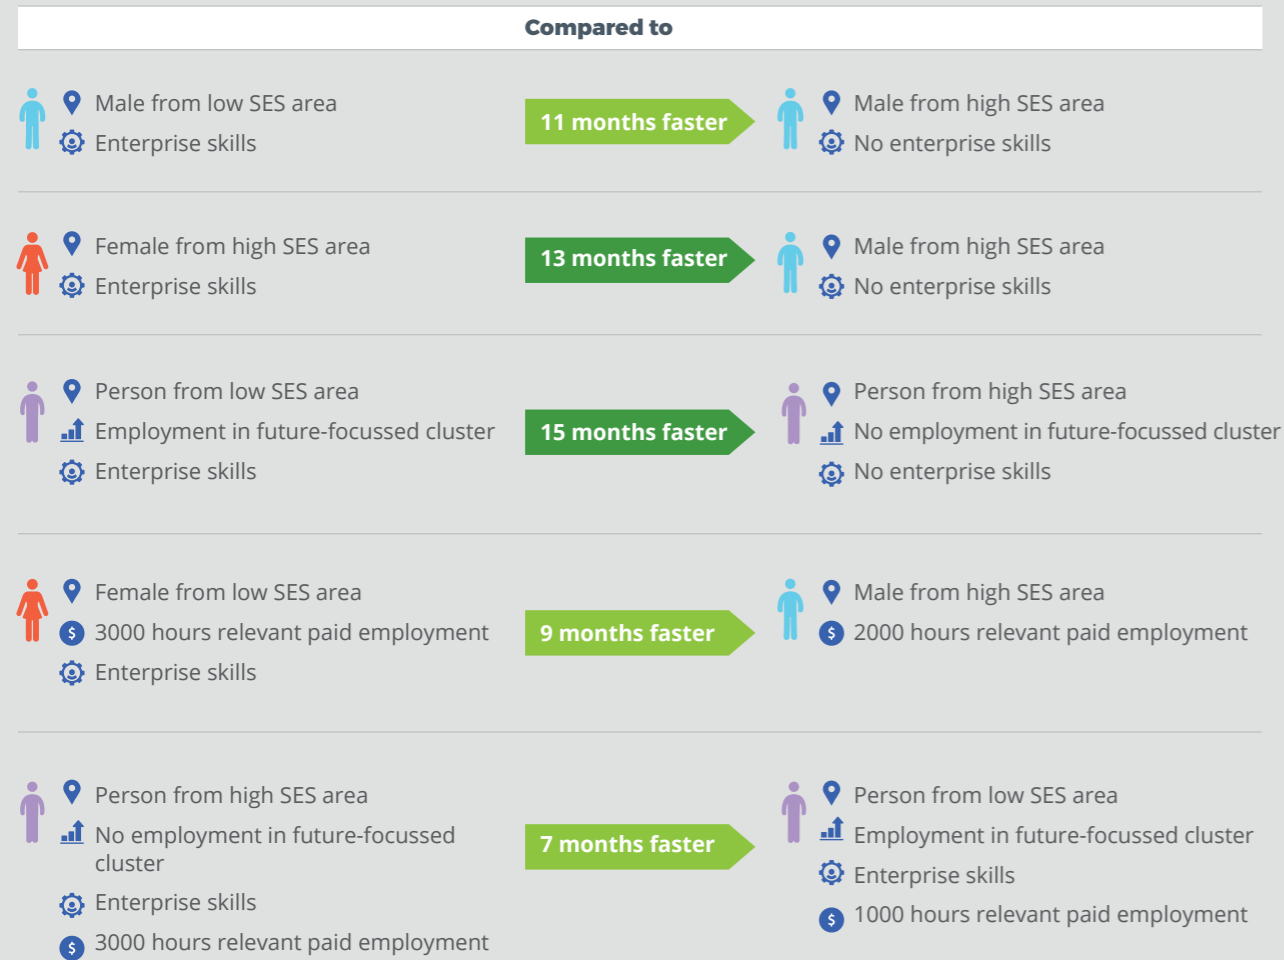 Compared to
Male from low SES area
Enterprise skills
11 months faster
Male from high SES area
No enterprise skills
Female from high SES area
Enterprise skills
13 months faster
Male from high SES area
No enterprise skills
Person from low SES area
Employment in future-focussed cluster
Enterprise skills
15 months faster
Person from high SES area
No employment in future-focussed cluster
No enterprise skills
Female from low SES area
$ 3000 hours relevant paid employment
Enterprise skills
9 months faster
Male from high SES area
$ 2000 hours relevant paid employment
Person from high SES area
No employment in future-focussed
cluster
Enterprise skills
$ 3000 hours relevant paid employment
7 months faster
Person from low SES area
Employment in future-focussed cluster
Enterprise skills
$ 1000 hours relevant paid employment